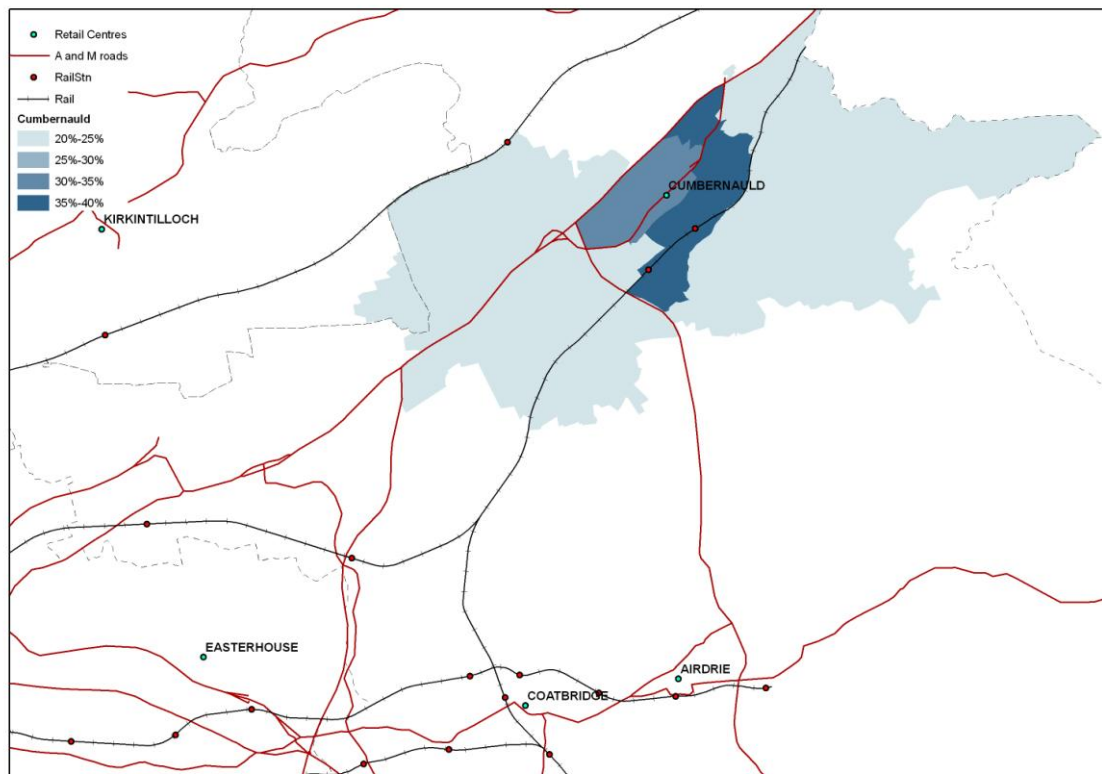 Retail Centres
A and M roads
RailStn
Rail
Cumbernauld
20%-25%
25%-30%
30%-35%
35%-40%
CUMBERNAULD
KIRKINTILLOCH
EASTERHOUSE
AIRDRIE
COATBRIDGE